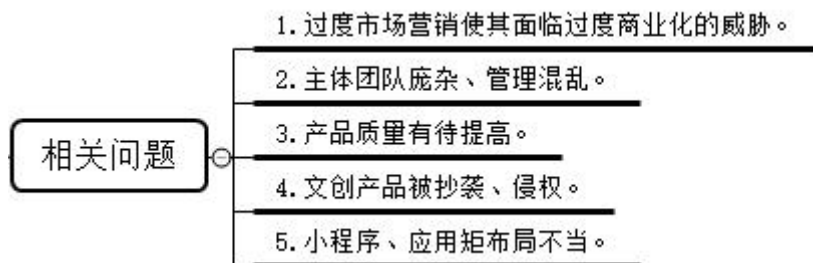 相关问题
1.过度市场营销使其面临过度商业化的威胁。
2.主体团队庞杂、管理混乱。
3.产品质量有待提高。
4.文创产品被抄袭、侵权。
5.小程序、应用矩布局不当。